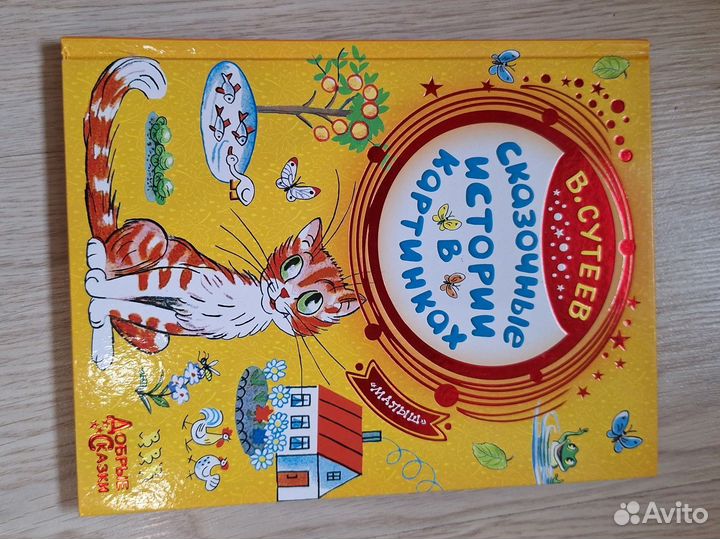 В. СУТЕЕВ
СКАЗОЧНЫЕ
ИСТОРИИ
В
КАРТИНКАХ
«МАЛЫШ»
ДОБРЫЕ
СКАЗКИ
Avito